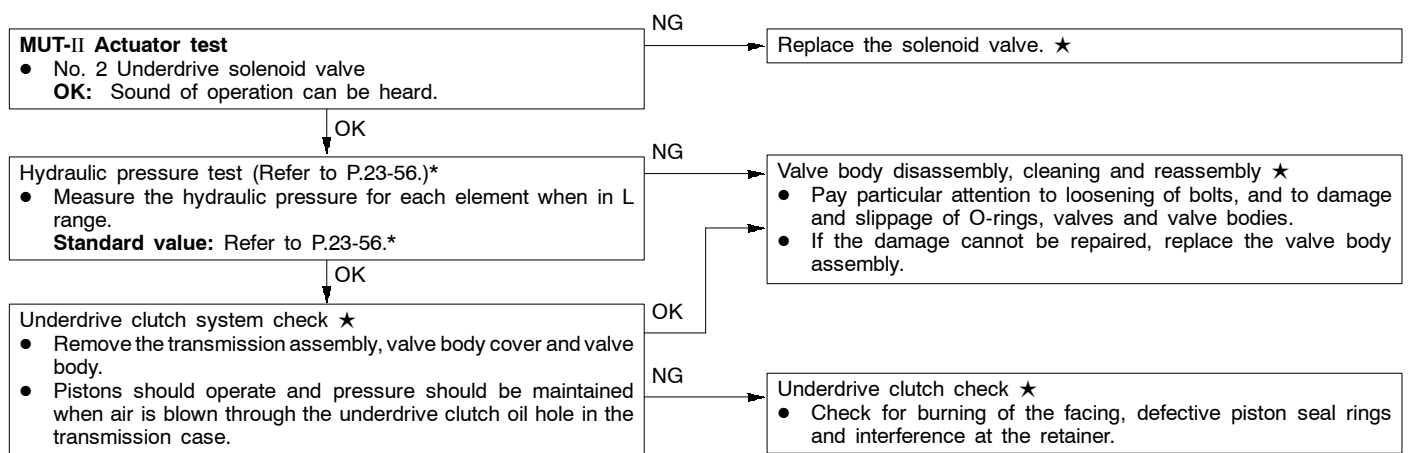 NG
MUT-II Actuator test
● No. 2 Underdrive solenoid valve
OK: Sound of operation can be heard.
Replace the solenoid valve. ★
OK
NG
Hydraulic pressure test (Refer to P.23-56.)*
● Measure the hydraulic pressure for each element when in L
range.
Standard value: Refer to P.23-56.*
Valve body disassembly, cleaning and reassembly ★
● Pay particular attention to loosening of bolts, and to damage
and slippage of O-rings, valves and valve bodies.
● If the damage cannot be repaired, replace the valve body
assembly.
OK
OK
Underdrive clutch system check ★
● Remove the transmission assembly, valve body cover and valve
body.
● Pistons should operate and pressure should be maintained
when air is blown through the underdrive clutch oil hole in the
transmission case.
NG
Underdrive clutch check ★
● Check for burning of the facing, defective piston seal rings
and interference at the retainer.